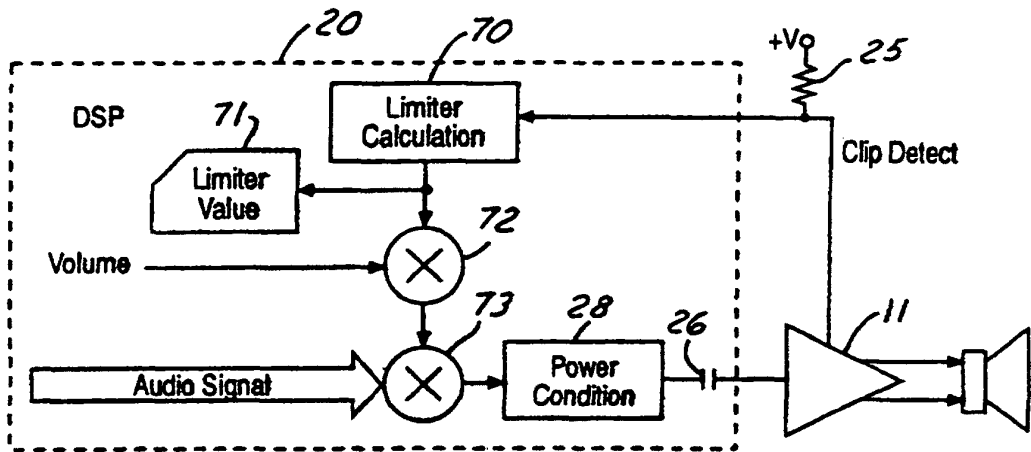 20
70
+V
25
DSP
71
Limiter
Calculation
Clip Detect
Limiter
Value
72
Volume
73
28
26
11
Audio Signal
Power
Condition